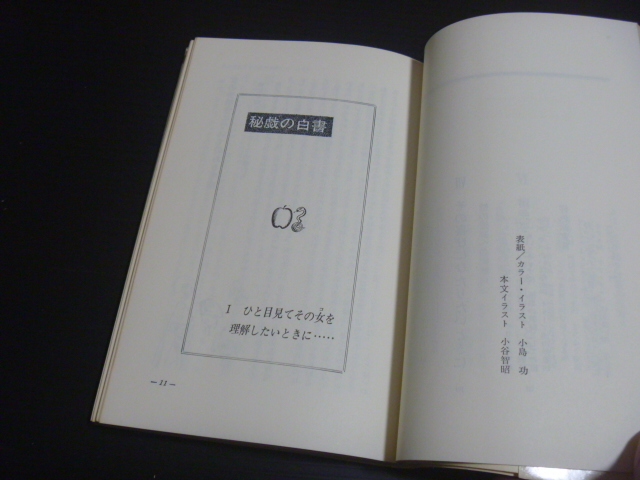 秘戯の白書
I ひと目見てその女を
理解したいときに‥‥‥
— 11 —
表紙／カラー・イラスト 小島 功
本文イラスト 小谷智昭